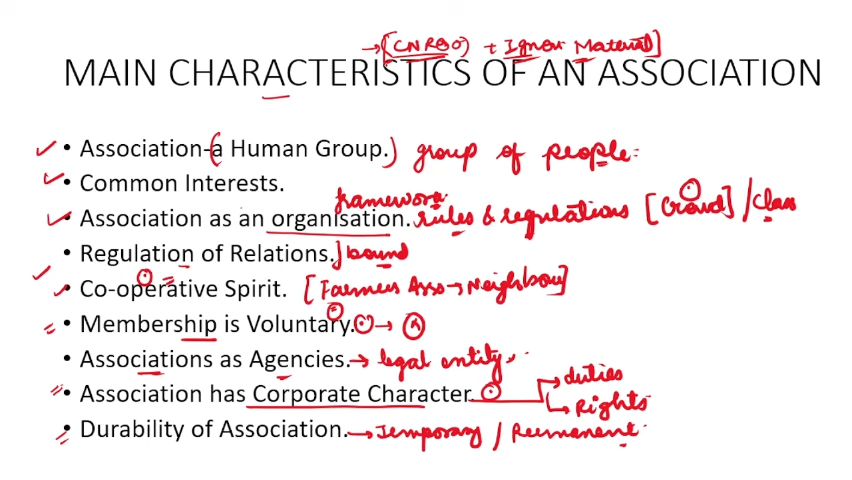 →[CNRGO) + Ignou Material]
MAIN CHARACTERISTICS OF AN ASSOCIATION
• Association-(a Human Group.) group of people.
• Common Interests.
framework
• Association as an organisation. rules & regulations [Crowd] / Class
• Regulation of Relations.] bound
• Co-operative Spirit. [Farmers Asso → Neighbour]
• Membership is Voluntary.
• Associations as Agencies. → legal entity.
→ duties
• Association has Corporate Character.
→ Rights
• Durability of Association. → Temporary / Permanent